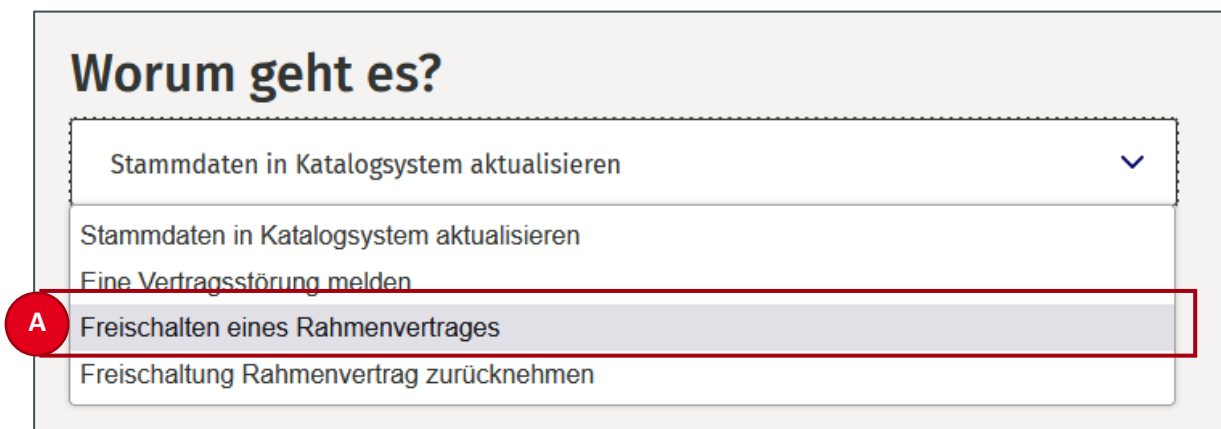 Worum geht es?
Stammdaten in Katalogsystem aktualisieren
Stammdaten in Katalogsystem aktualisieren
Eine Vertragsstörung melden
A
Freischalten eines Rahmenvertrages
Freischaltung Rahmenvertrag zurücknehmen